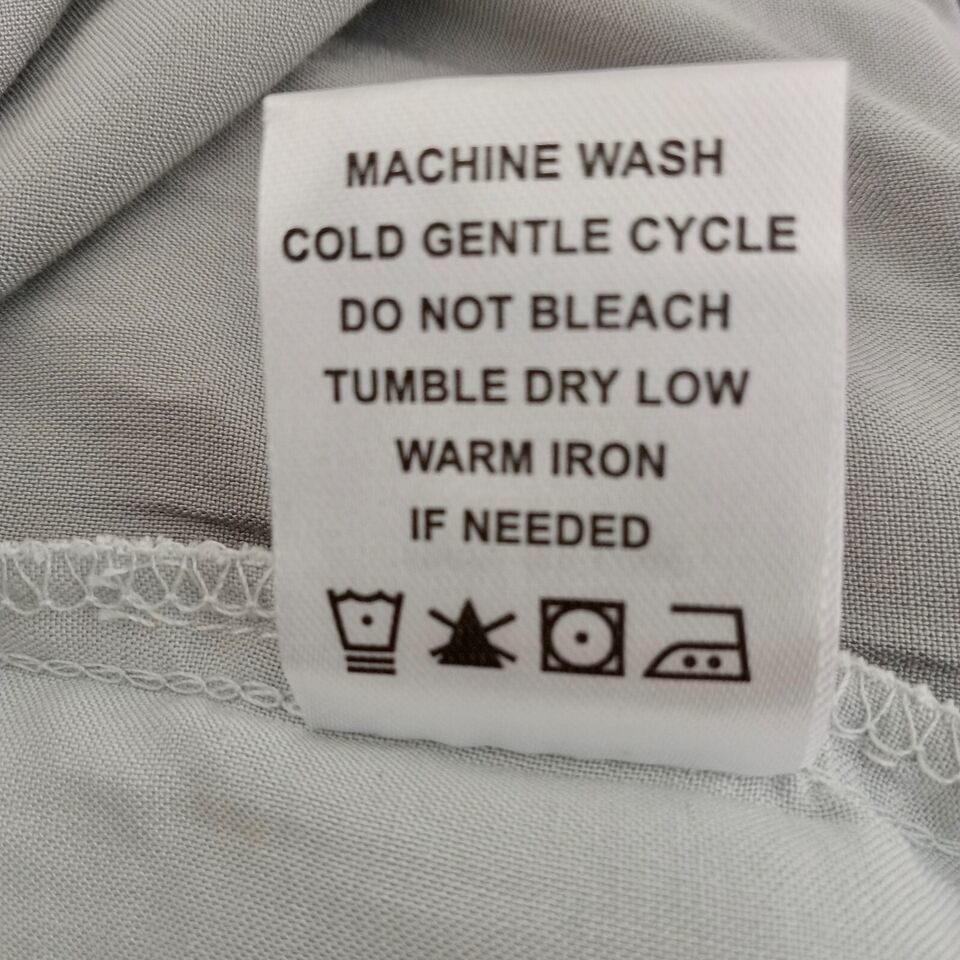 MACHINE WASH
COLD GENTLE CYCLE
DO NOT BLEACH
TUMBLE DRY LOW
WARM IRON
IF NEEDED